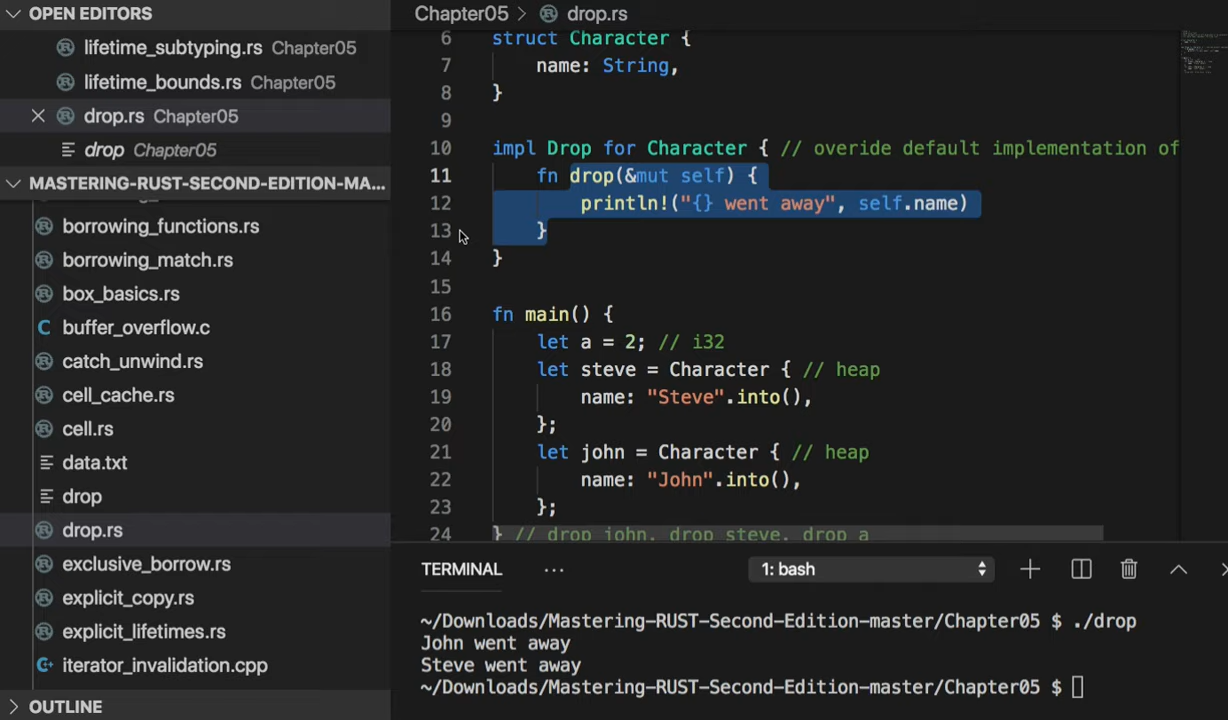 OPEN EDITORS
lifetime_subtyping.rs Chapter05
lifetime_bounds.rs Chapter05
drop.rs Chapter05
drop Chapter05
MASTERING-RUST-SECOND-EDITION-MA...
borrowing_functions.rs
borrowing_match.rs
box_basics.rs
C buffer_overflow.c
catch_unwind.rs
cell_cache.rs
cell.rs
data.txt
drop
drop.rs
exclusive_borrow.rs
explicit_copy.rs
explicit_lifetimes.rs
iterator_invalidation.cpp
OUTLINE
Chapter05 > drop.rs
6 struct Character {
7     name: String,
8 }
9
10 impl Drop for Character { // overide default implementation of
11     fn drop(&mut self) {
12         println!("{} went away", self.name)
13     }
14 }
15
16 fn main() {
17     let a = 2; // i32
18     let steve = Character { // heap
19         name: "Steve".into(),
20     };
21     let john = Character { // heap
22         name: "John".into(),
23     };
24 } // drop john, drop steve, drop a
TERMINAL ... 1: bash
~/Downloads/Mastering-RUST-Second-Edition-master/Chapter05 $ ./drop
John went away
Steve went away
~/Downloads/Mastering-RUST-Second-Edition-master/Chapter05 $